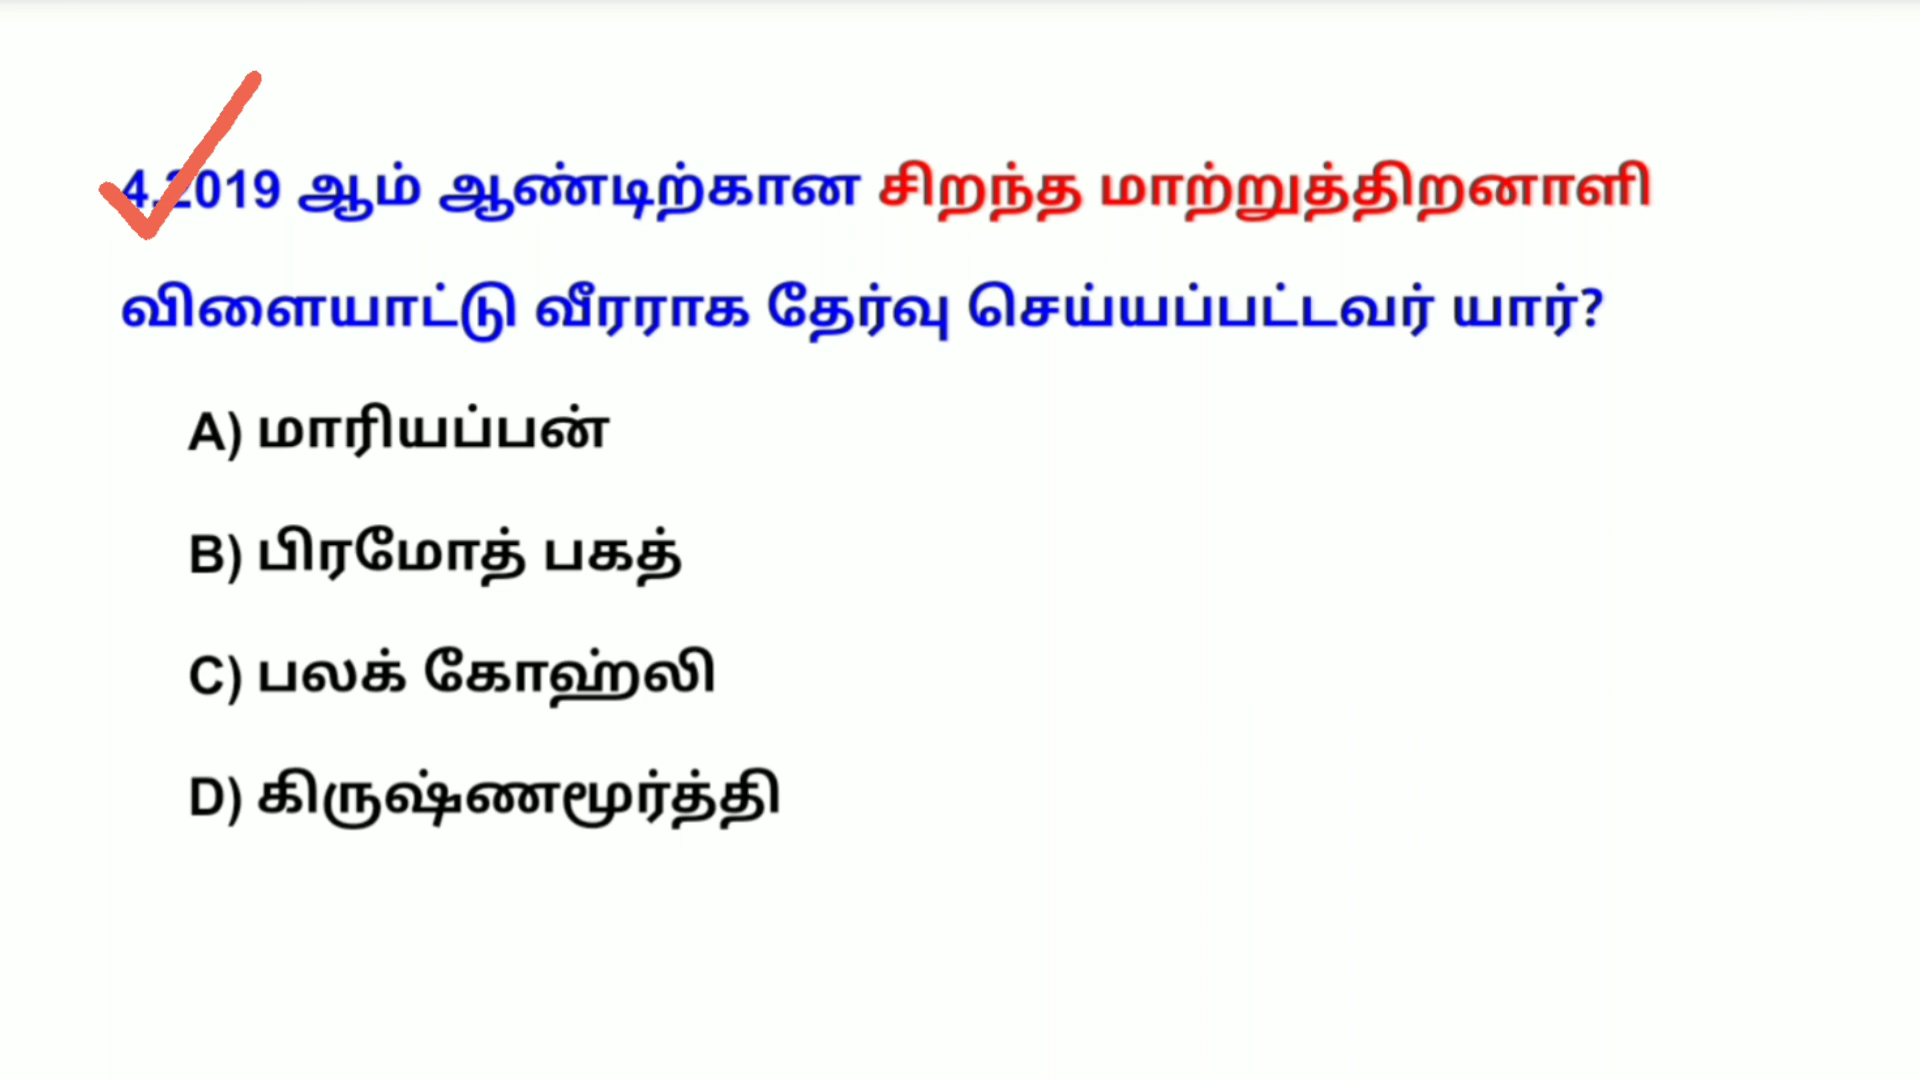 4.2019 ஆம் ஆண்டிற்கான சிறந்த மாற்றுத்திறனாளி
விளையாட்டு வீரராக தேர்வு செய்யப்பட்டவர் யார்?
A) மாரியப்பன்
B) பிரமோத் பகத்
C) பலக் கோஹ்லி
D) கிருஷ்ணமூர்த்தி